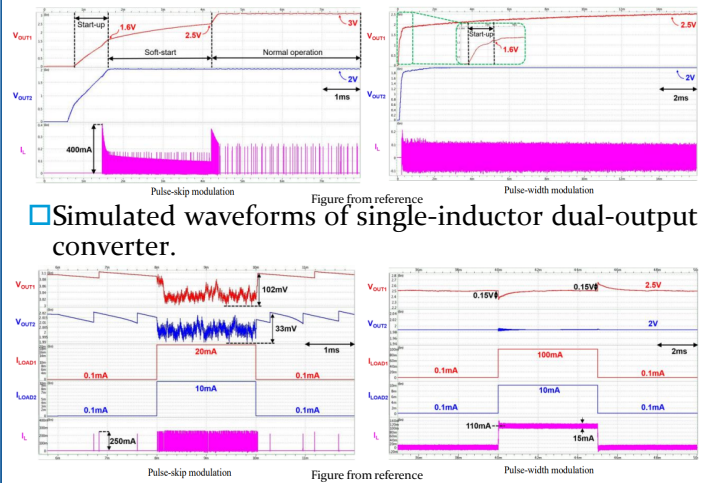 Start-up
1.6V
2.5V
3V
VOUT1
Soft-start
Normal operation
VOUT2
2V
1ms
IL
400mA
Pulse-skip modulation
VOUT1
Start-up
1.6V
2.5V
VOUT2
2V
2ms
IL
Pulse-width modulation
Figure from reference
Simulated waveforms of single-inductor dual-output
converter.
VOUT1
102mV
VOUT2
33mV
1ms
ILOAD1
20mA
0.1mA
0.1mA
ILOAD2
10mA
0.1mA
0.1mA
IL
250mA
Pulse-skip modulation
VOUT1
0.15V
0.15V
2.5V
VOUT2
2V
2ms
ILOAD1
100mA
0.1mA
0.1mA
ILOAD2
10mA
0.1mA
0.1mA
IL
110mA
15mA
Pulse-width modulation
Figure from reference